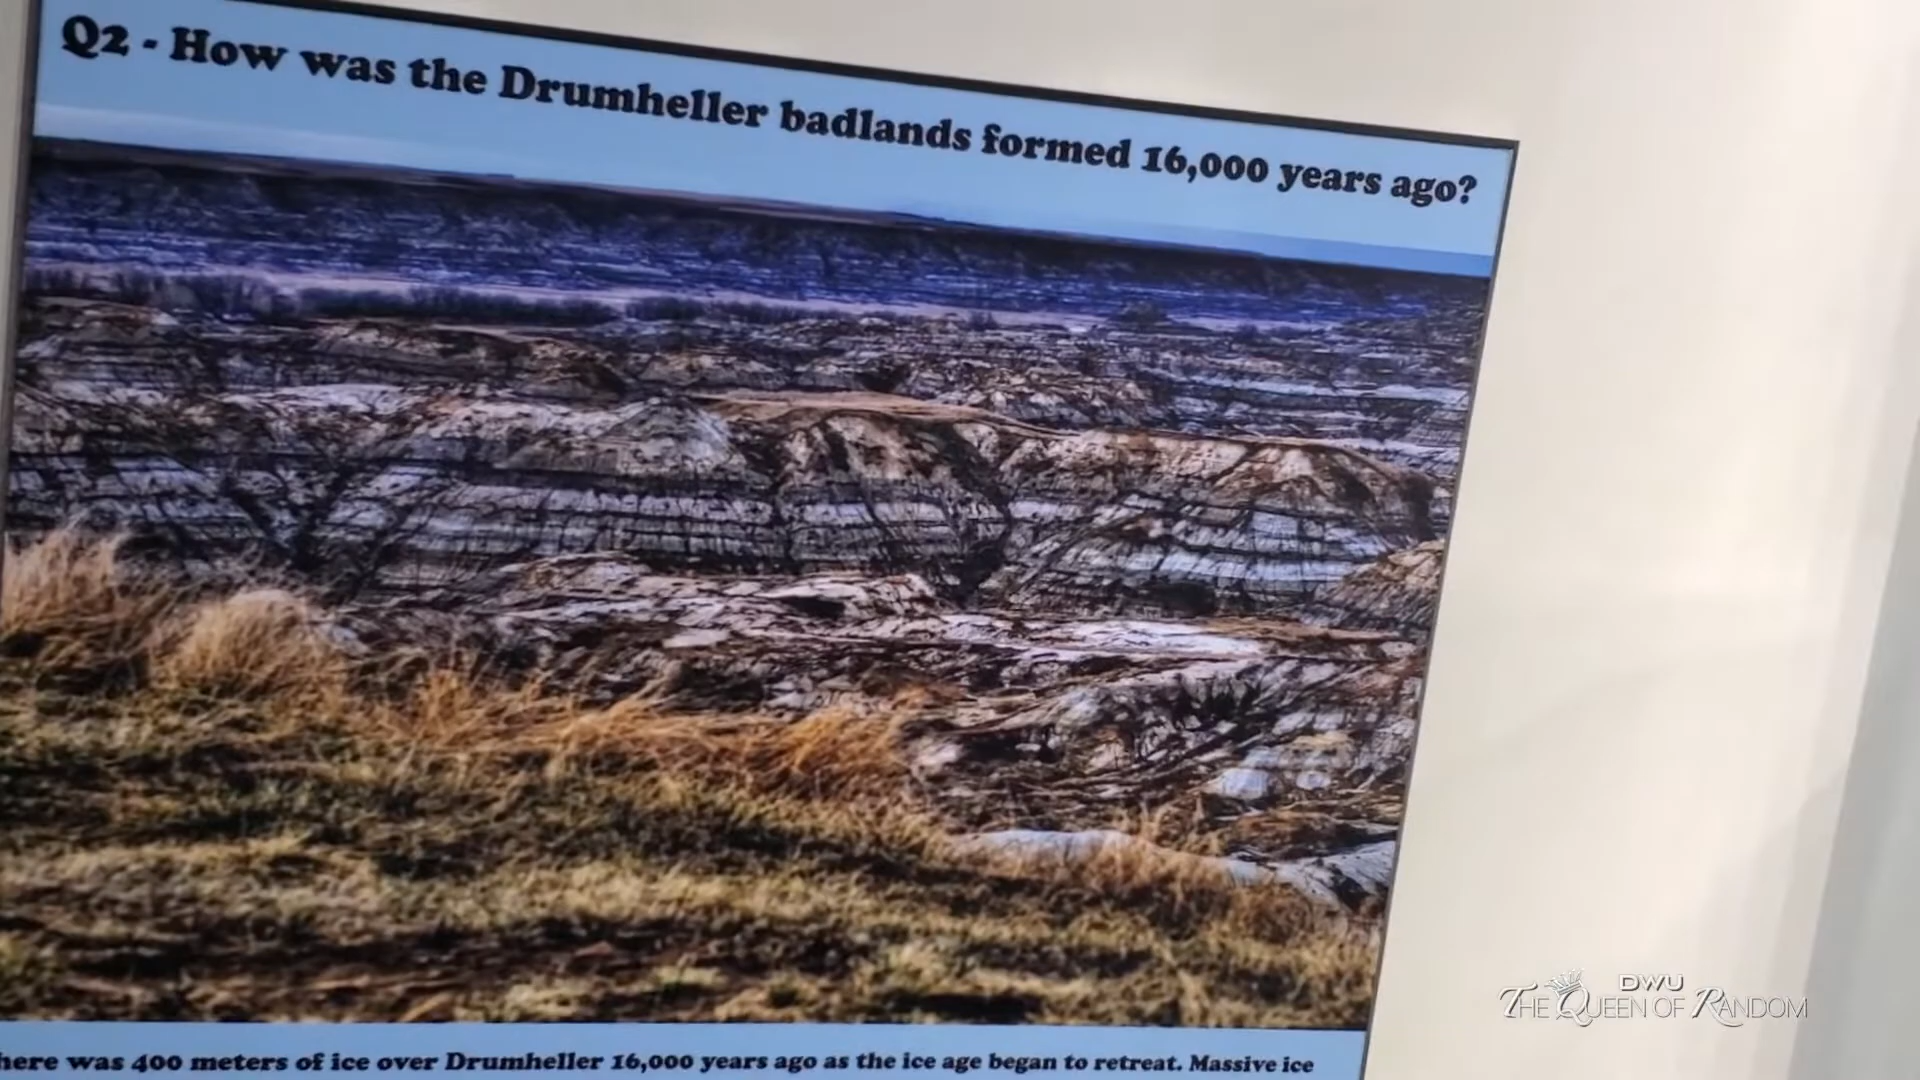 Q2 - How was the Drumheller badlands formed 16,000 years ago?
here was 400 meters of ice over Drumheller 16,000 years ago as the ice age began to retreat. Massive ice
DWU
THE QUEEN OF RANDOM